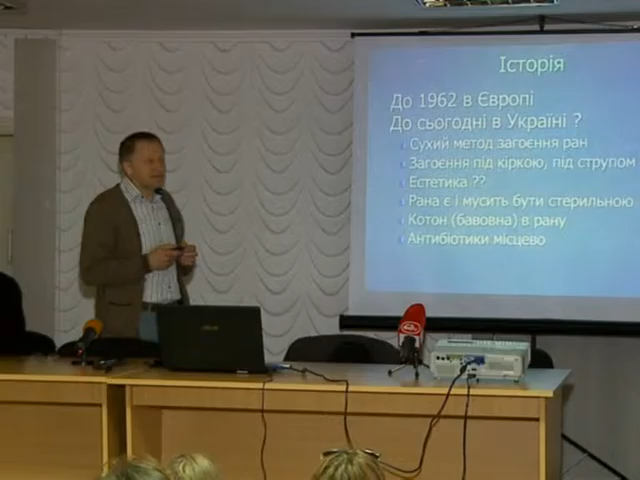 Історія
До 1962 в Європі
До сьогодні в Україні ?
Сухий метод загоєння ран
Загоєння під кіркою, під струпом
Естетика ??
Рана є і мусить бути стерильною
Котон (бавовна) в рану
Антибіотики місцево
ASUS